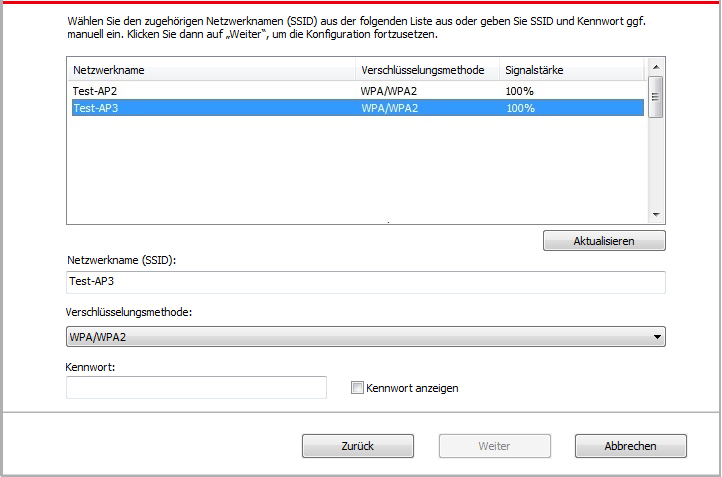 Wählen Sie den zugehörigen Netzwerknamen (SSID) aus der folgenden Liste aus oder geben Sie SSID und Kennwort ggf.
manuell ein. Klicken Sie dann auf „Weiter“, um die Konfiguration fortzusetzen.
Netzwerkname Verschlüsselungsmethode Signalstärke
Test-AP2 WPA/WPA2 100%
Test-AP3 WPA/WPA2 100%
Aktualisieren
Netzwerkname (SSID):
Test-AP3
Verschlüsselungsmethode:
WPA/WPA2
Kennwort:
Kennwort anzeigen
Zurück Weiter Abbrechen